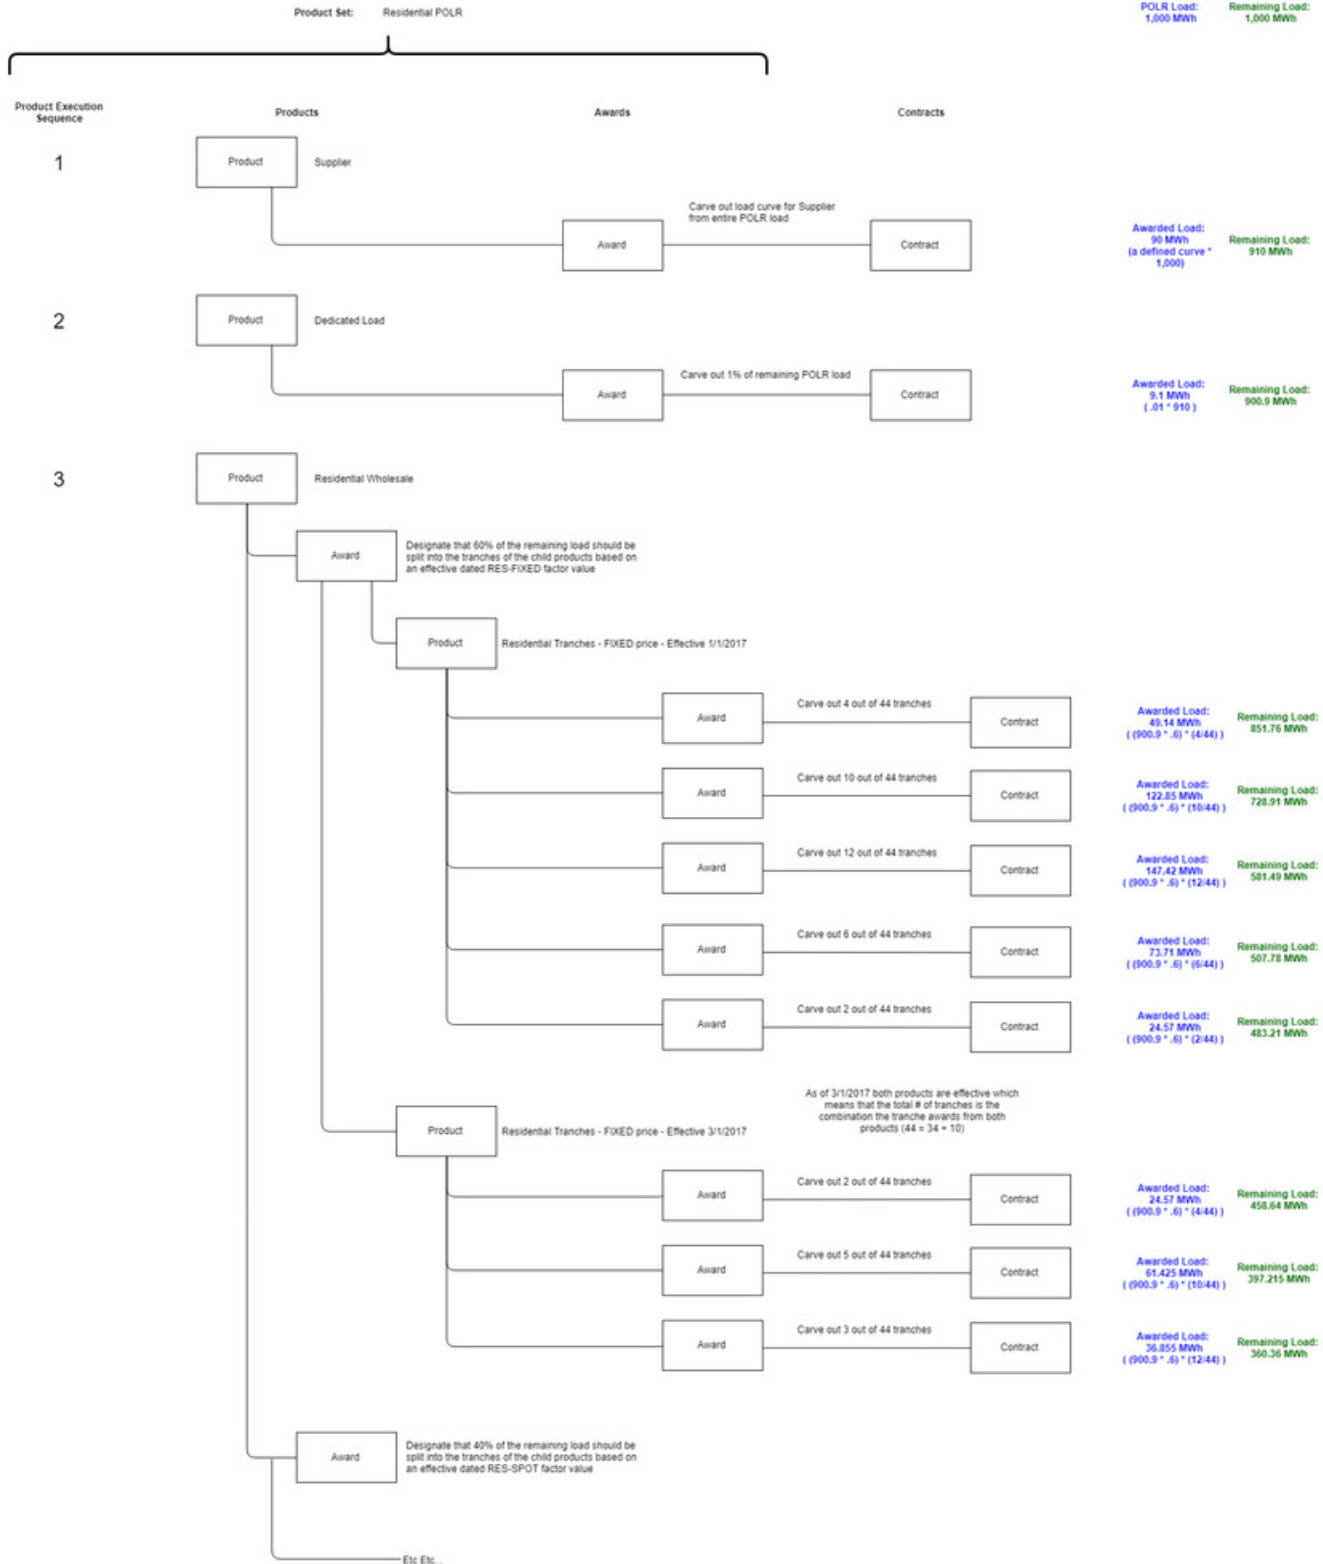 Product Set: Residential POLR
POLR Load:
1,000 MWh
Remaining Load:
1,000 MWh
Product Execution
Sequence
Products
Awards
Contracts
1
Product
Supplier
Carve out load curve for Supplier
from entire POLR load
Award
Contract
Awarded Load:
90 MWh
(a defined curve *
1,000)
Remaining Load:
910 MWh
2
Product
Dedicated Load
Carve out 1% of remaining POLR load
Award
Contract
Awarded Load:
9.1 MWh
( .01 * 910 )
Remaining Load:
900.9 MWh
3
Product
Residential Wholesale
Award
Designate that 60% of the remaining load should be
split into the tranches of the child products based on
an effective dated RES-FIXED factor value
Product
Residential Tranches - FIXED price - Effective 1/1/2017
Award
Carve out 4 out of 44 tranches
Contract
Awarded Load:
49.14 MWh
( (900.9 * .6) * (4/44) )
Remaining Load:
851.76 MWh
Award
Carve out 10 out of 44 tranches
Contract
Awarded Load:
122.85 MWh
( (900.9 * .6) * (10/44) )
Remaining Load:
728.91 MWh
Award
Carve out 12 out of 44 tranches
Contract
Awarded Load:
147.42 MWh
( (900.9 * .6) * (12/44) )
Remaining Load:
581.49 MWh
Award
Carve out 6 out of 44 tranches
Contract
Awarded Load:
73.71 MWh
( (900.9 * .6) * (6/44) )
Remaining Load:
507.78 MWh
Award
Carve out 2 out of 44 tranches
Contract
Awarded Load:
24.57 MWh
( (900.9 * .6) * (2/44) )
Remaining Load:
483.21 MWh
As of 3/1/2017 both products are effective which
means that the total # of tranches is the
combination the tranche awards from both
products (44 = 34 + 10)
Product
Residential Tranches - FIXED price - Effective 3/1/2017
Award
Carve out 2 out of 44 tranches
Contract
Awarded Load:
24.57 MWh
( (900.9 * .6) * (4/44) )
Remaining Load:
458.64 MWh
Award
Carve out 5 out of 44 tranches
Contract
Awarded Load:
61.425 MWh
( (900.9 * .6) * (10/44) )
Remaining Load:
397.215 MWh
Award
Carve out 3 out of 44 tranches
Contract
Awarded Load:
36.855 MWh
( (900.9 * .6) * (12/44) )
Remaining Load:
360.36 MWh
Award
Designate that 40% of the remaining load should be
split into the tranches of the child products based on
an effective dated RES-SPOT factor value
Etc Etc...